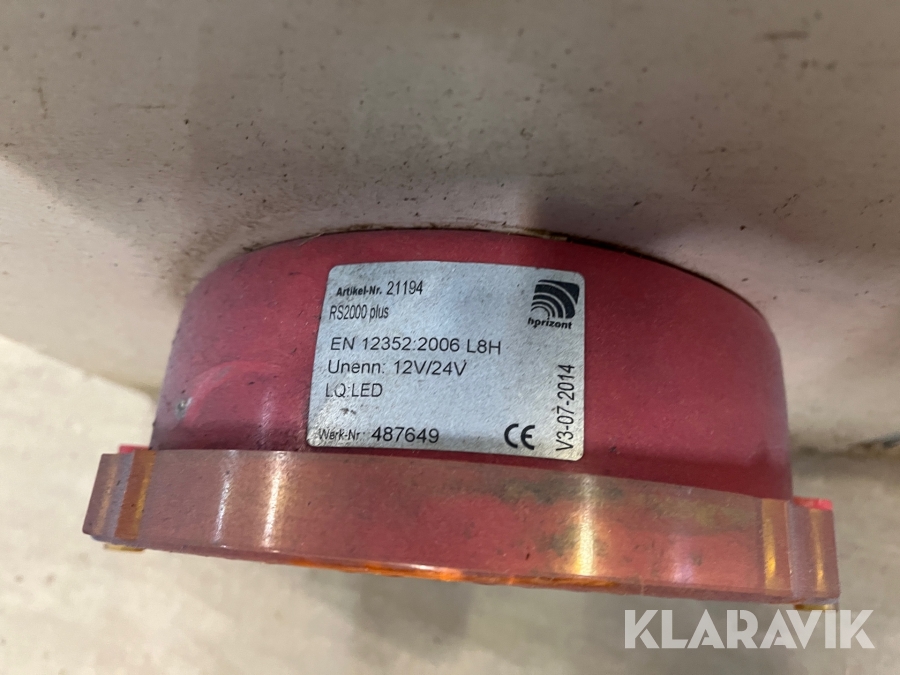 Artikel-Nr. 21194
RS2000 plus
horizont
EN 12352:2006 L8H
Unenn: 12V/24V
LQ:LED
Werk-Nr.: 487649
CE
V3-07-2014
KLARAVIK